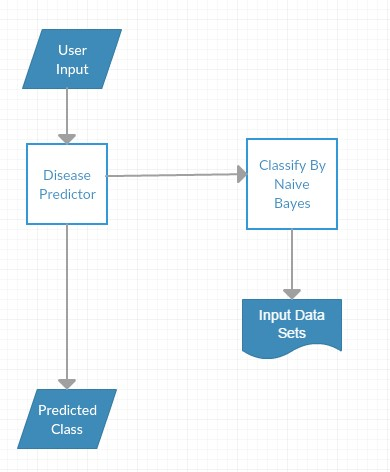 User
Input
Disease
Predictor
Classify By
Naive
Bayes
Input Data
Sets
Predicted
Class